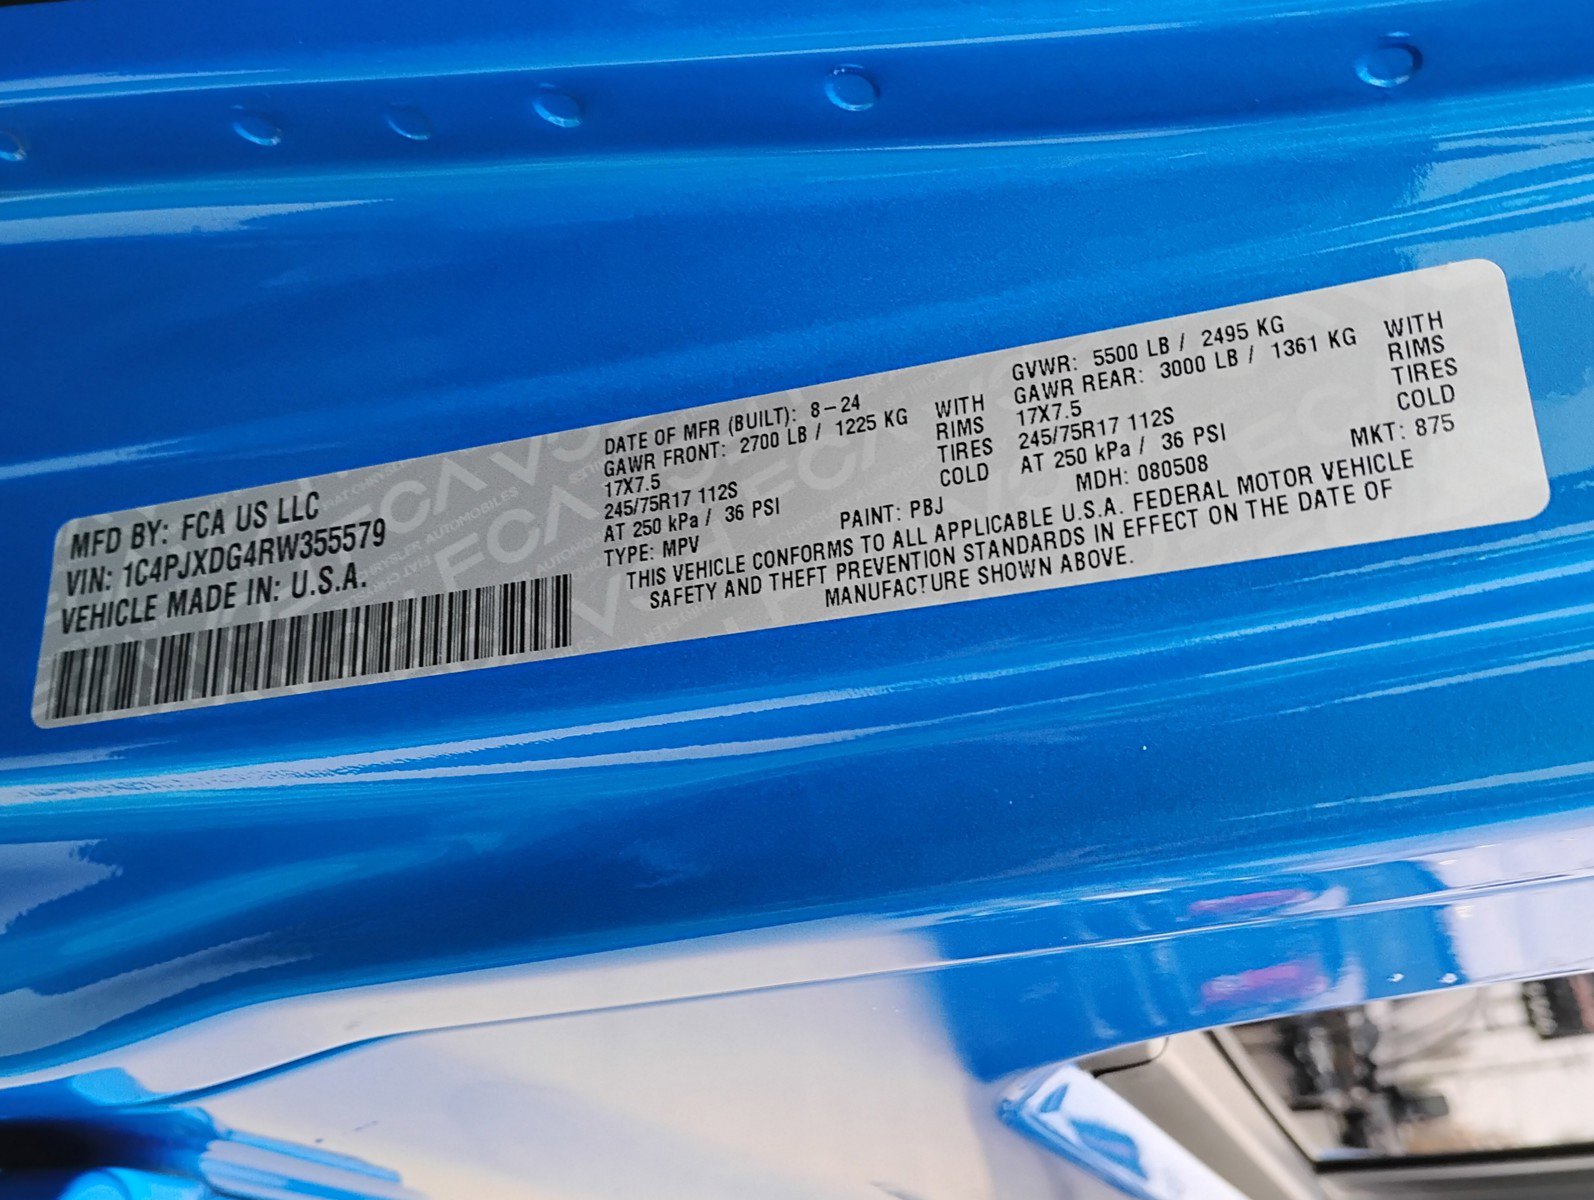 MFD BY: FCA US LLC
VIN: 1C4PJXDG4RW355579
VEHICLE MADE IN: U.S.A.
DATE OF MFR (BUILT): 8-24
GAWR FRONT: 2700 LB / 1225 KG WITH
17X7.5 RIMS
245/75R17 112S TIRES
AT 250 kPa / 36 PSI COLD
TYPE: MPV
GVWR: 5500 LB / 2495 KG
GAWR REAR: 3000 LB / 1361 KG WITH
17X7.5 RIMS
245/75R17 112S TIRES
AT 250 kPa / 36 PSI COLD
PAINT: PBJ MDH: 080508 MKT: 875
THIS VEHICLE CONFORMS TO ALL APPLICABLE U.S.A. FEDERAL MOTOR VEHICLE
SAFETY AND THEFT PREVENTION STANDARDS IN EFFECT ON THE DATE OF
MANUFACTURE SHOWN ABOVE.